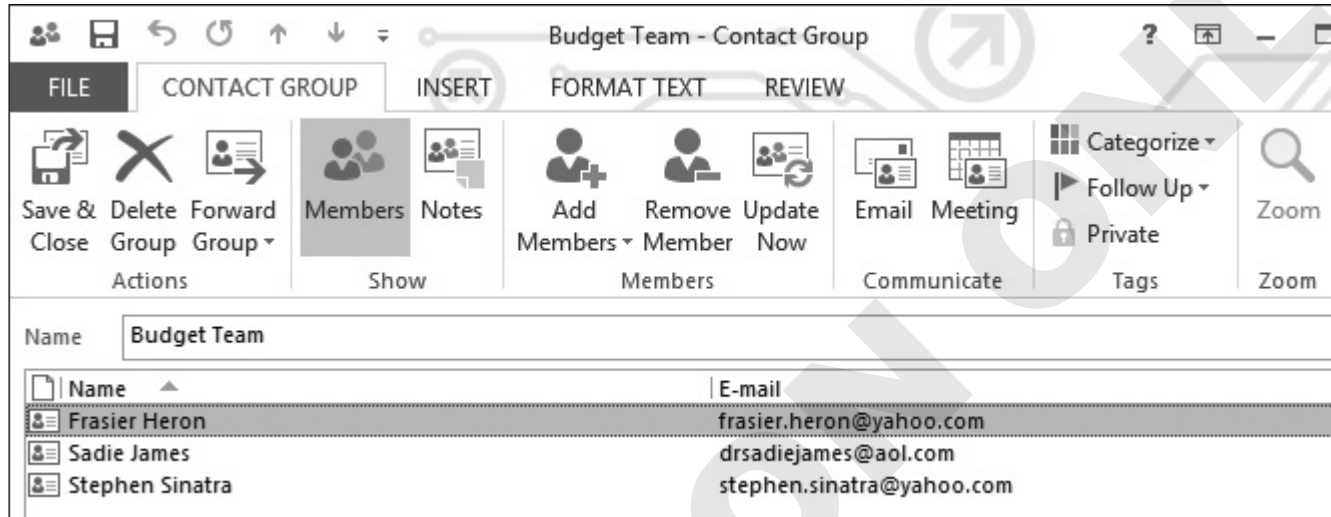 Budget Team - Contact Group ?
FILE CONTACT GROUP INSERT FORMAT TEXT REVIEW
Save & Close Delete Group Forward Group Members Notes Add Members Remove Member Update Now Email Meeting Categorize Follow Up Private Zoom
Actions Show Members Communicate Tags Zoom
Name Budget Team
Name E-mail
Frasier Heron frasier.heron@yahoo.com
Sadie James drsadiejames@aol.com
Stephen Sinatra stephen.sinatra@yahoo.com